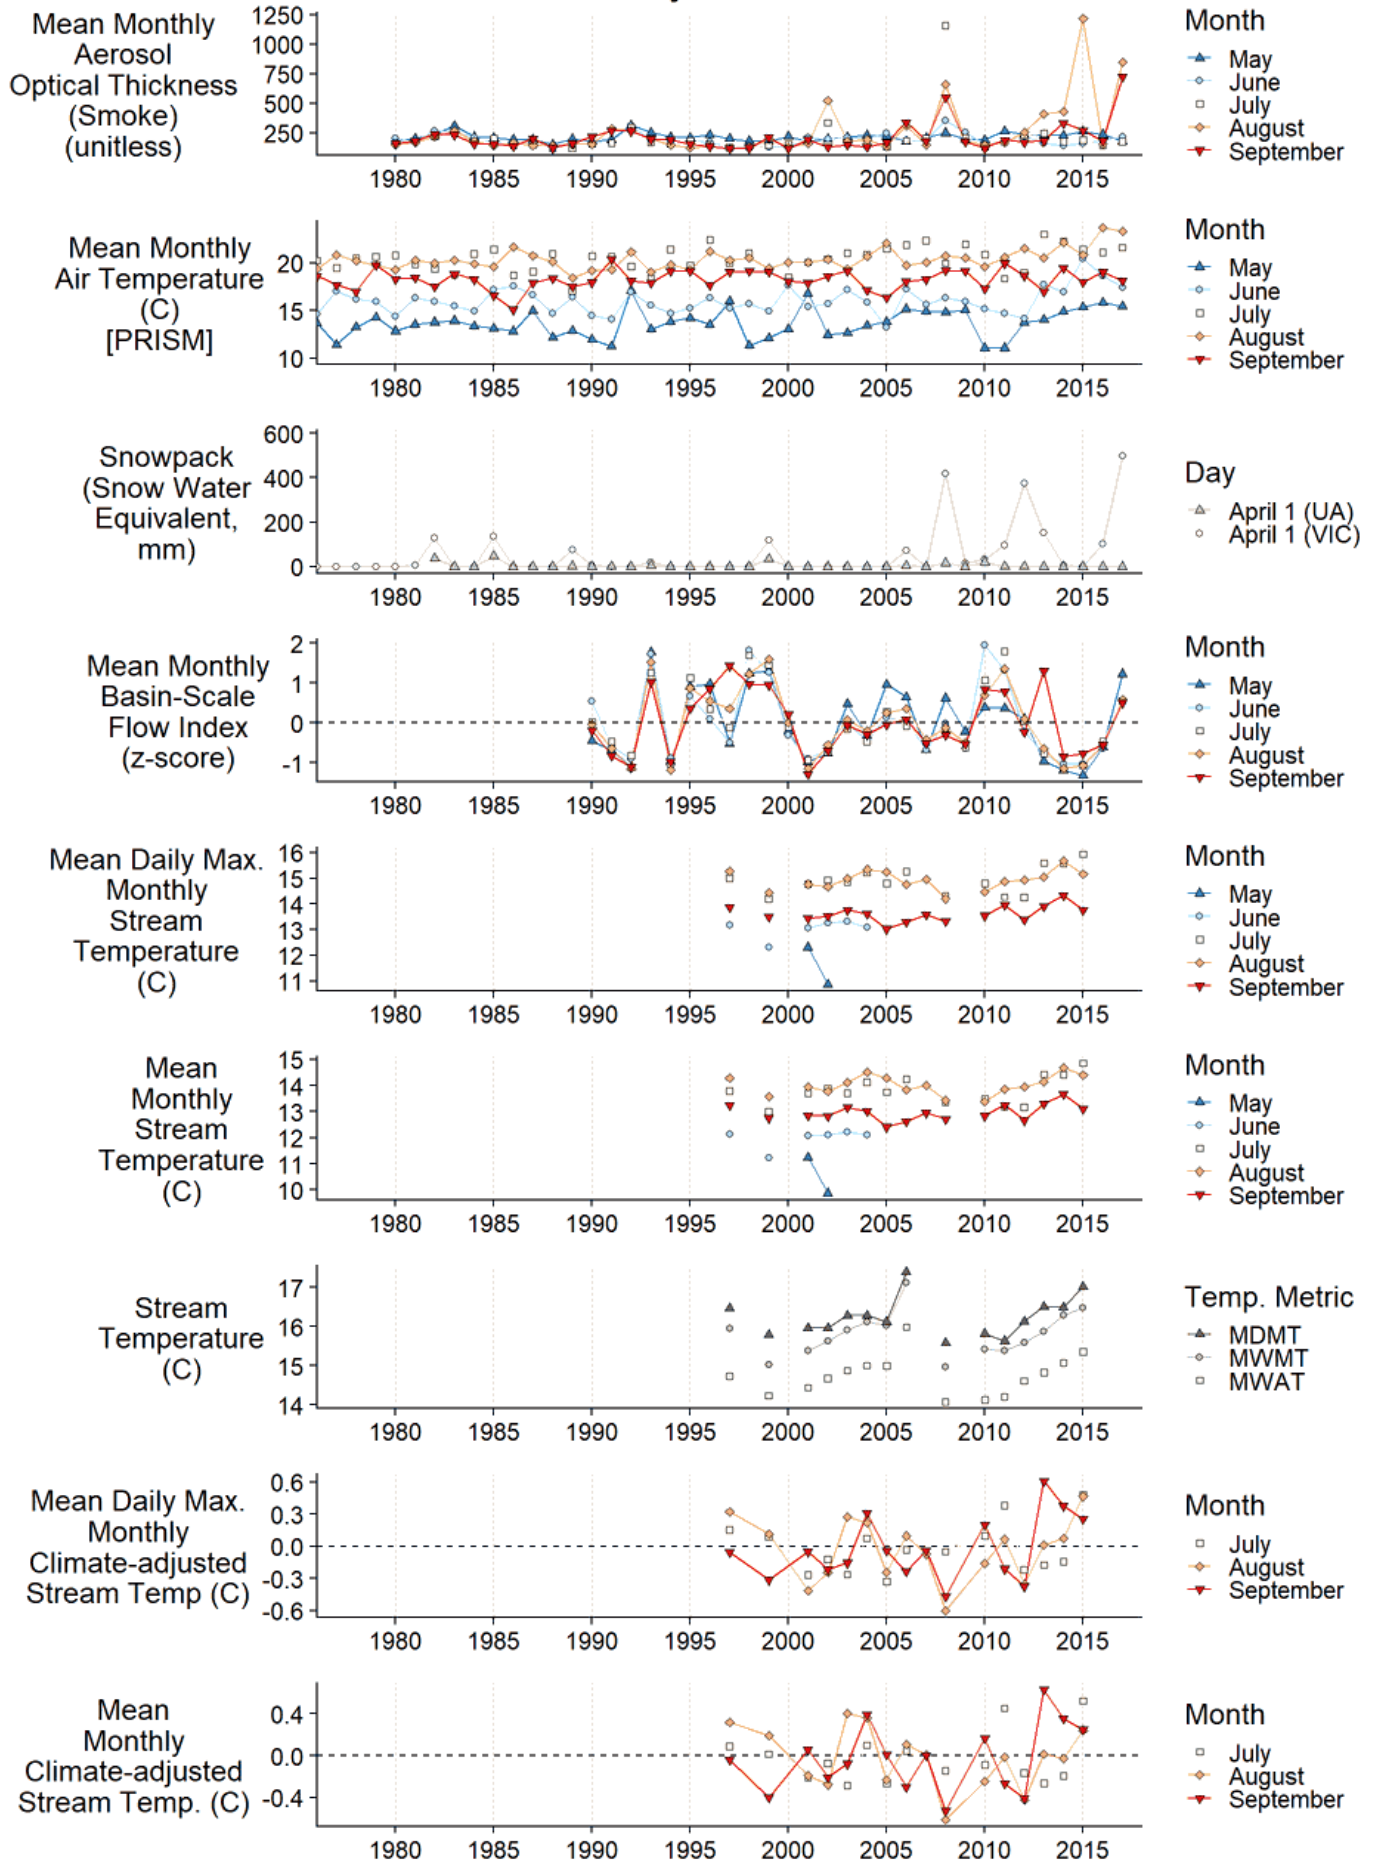 Mean Monthly
Aerosol
Optical Thickness
(Smoke)
(unitless)
1250
1000
750
500
250
1980 1985 1990 1995 2000 2005 2010 2015
Month
May
June
July
August
September
Mean Monthly
Air Temperature
(C)
[PRISM]
20
15
10
1980 1985 1990 1995 2000 2005 2010 2015
Month
May
June
July
August
September
Snowpack
(Snow Water
Equivalent,
mm)
600
400
200
0
1980 1985 1990 1995 2000 2005 2010 2015
Day
April 1 (UA)
April 1 (VIC)
Mean Monthly
Basin-Scale
Flow Index
(z-score)
2
1
0
-1
1980 1985 1990 1995 2000 2005 2010 2015
Month
May
June
July
August
September
Mean Daily Max.
Monthly
Stream
Temperature
(C)
16
15
14
13
12
11
1980 1985 1990 1995 2000 2005 2010 2015
Month
May
June
July
August
September
Mean
Monthly
Stream
Temperature
(C)
15
14
13
12
11
10
1980 1985 1990 1995 2000 2005 2010 2015
Month
May
June
July
August
September
Stream
Temperature
(C)
17
16
15
14
1980 1985 1990 1995 2000 2005 2010 2015
Temp. Metric
MDMT
MWMT
MWAT
Mean Daily Max.
Monthly
Climate-adjusted
Stream Temp (C)
0.6
0.3
0.0
-0.3
-0.6
1980 1985 1990 1995 2000 2005 2010 2015
Month
July
August
September
Mean
Monthly
Climate-adjusted
Stream Temp. (C)
0.4
0.0
-0.4
1980 1985 1990 1995 2000 2005 2010 2015
Month
July
August
September